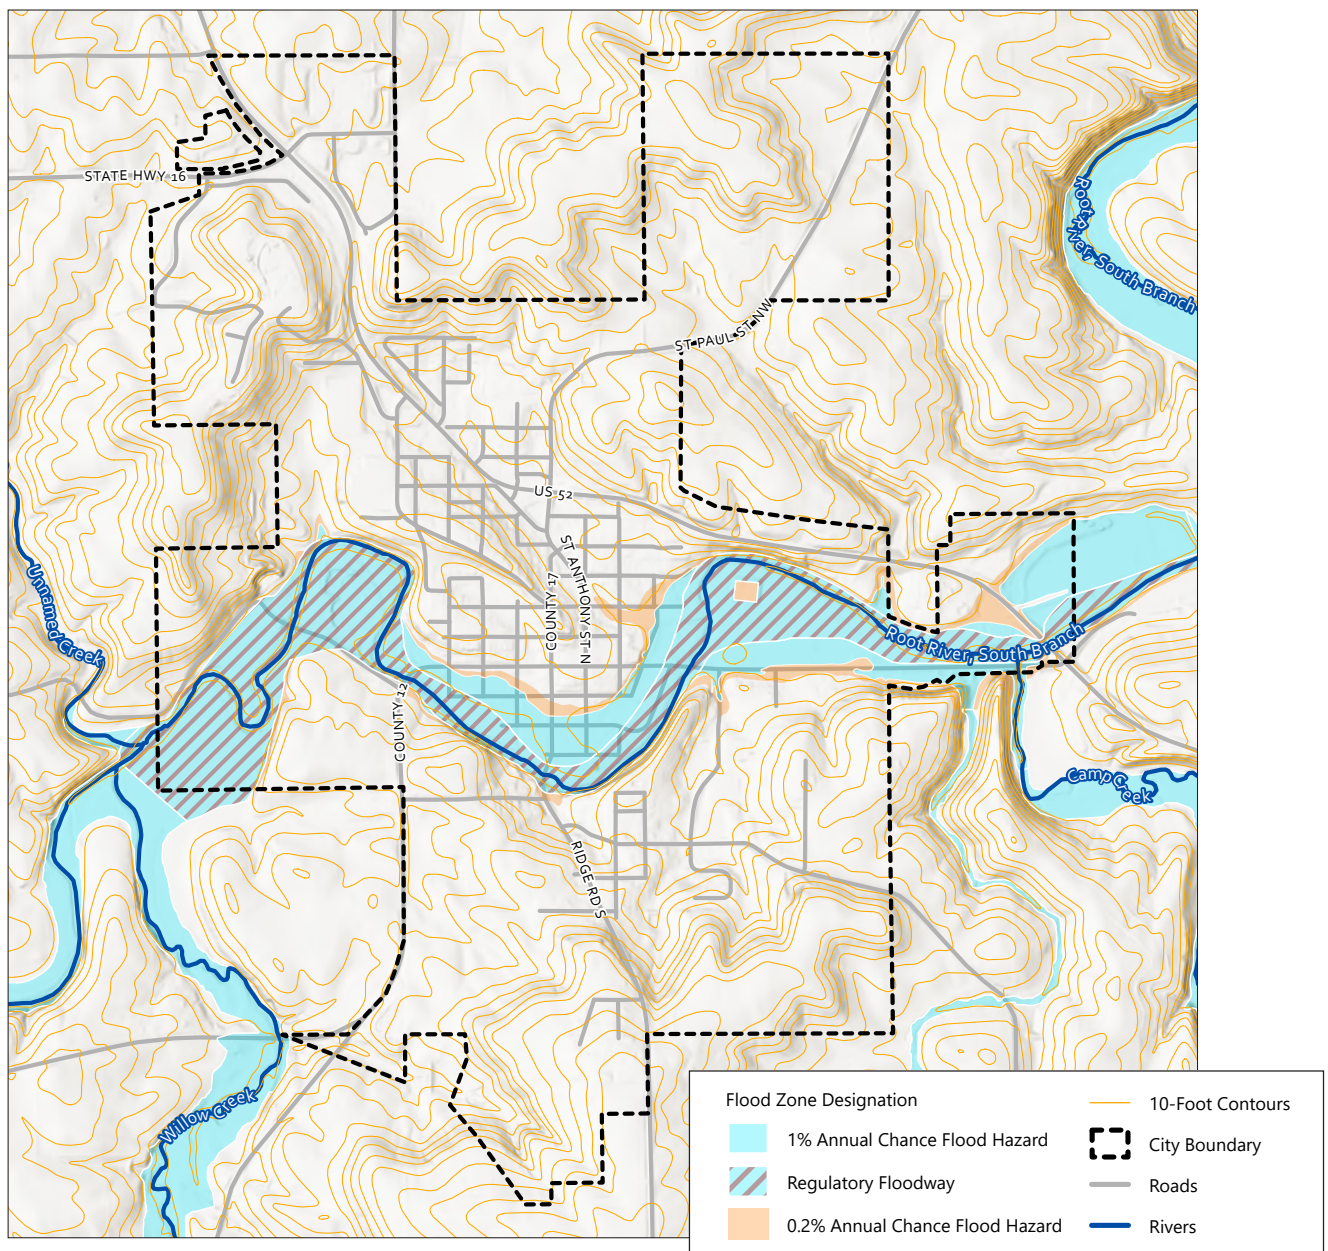 STATE HWY 16
Root River, South Branch
ST PAUL ST NW
US 52
ST ANTHONY ST N
COUNTY 17
Unnamed Creek
Root River, South Branch
COUNTY 12
Camp Creek
RIDGE RD S
Willow Creek
Flood Zone Designation
1% Annual Chance Flood Hazard
Regulatory Floodway
0.2% Annual Chance Flood Hazard
10-Foot Contours
City Boundary
Roads
Rivers